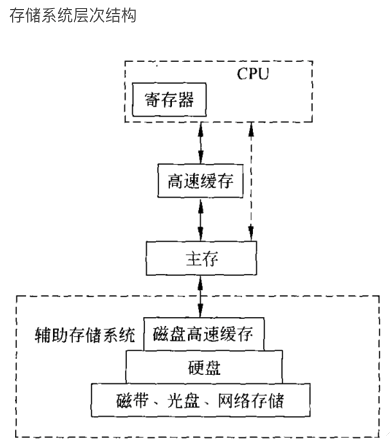 存储系统层次结构
CPU
寄存器
高速缓存
主存
辅助存储系统
磁盘高速缓存
硬盘
磁带、光盘、网络存储